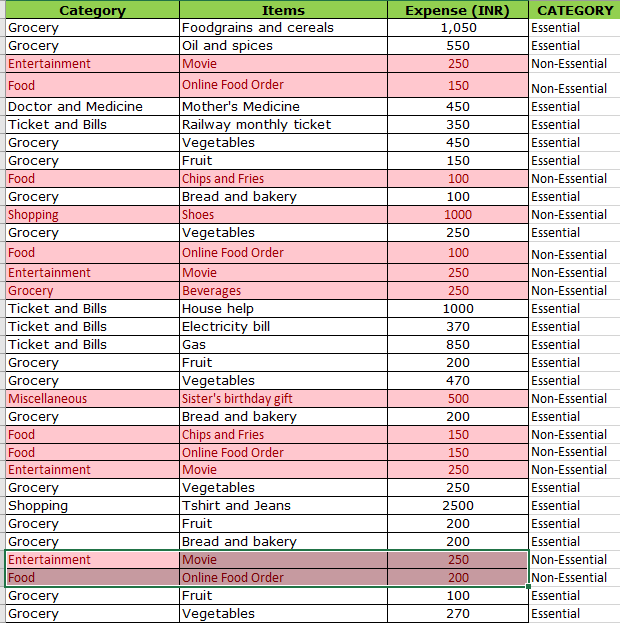 Category Items Expense (INR) CATEGORY
Grocery Foodgrains and cereals 1,050 Essential
Grocery Oil and spices 550 Essential
Entertainment Movie 250 Non-Essential
Food Online Food Order 150 Non-Essential
Doctor and Medicine Mother's Medicine 450 Essential
Ticket and Bills Railway monthly ticket 350 Essential
Grocery Vegetables 450 Essential
Grocery Fruit 150 Essential
Food Chips and Fries 100 Non-Essential
Grocery Bread and bakery 100 Essential
Shopping Shoes 1000 Non-Essential
Grocery Vegetables 250 Essential
Food Online Food Order 100 Non-Essential
Entertainment Movie 250 Non-Essential
Grocery Beverages 250 Non-Essential
Ticket and Bills House help 1000 Essential
Ticket and Bills Electricity bill 370 Essential
Ticket and Bills Gas 850 Essential
Grocery Fruit 200 Essential
Grocery Vegetables 470 Essential
Miscellaneous Sister's birthday gift 500 Non-Essential
Grocery Bread and bakery 200 Essential
Food Chips and Fries 150 Non-Essential
Food Online Food Order 150 Non-Essential
Entertainment Movie 250 Non-Essential
Grocery Vegetables 250 Essential
Shopping Tshirt and Jeans 2500 Essential
Grocery Fruit 200 Essential
Grocery Bread and bakery 200 Essential
Entertainment Movie 250 Non-Essential
Food Online Food Order 200 Non-Essential
Grocery Fruit 100 Essential
Grocery Vegetables 270 Essential